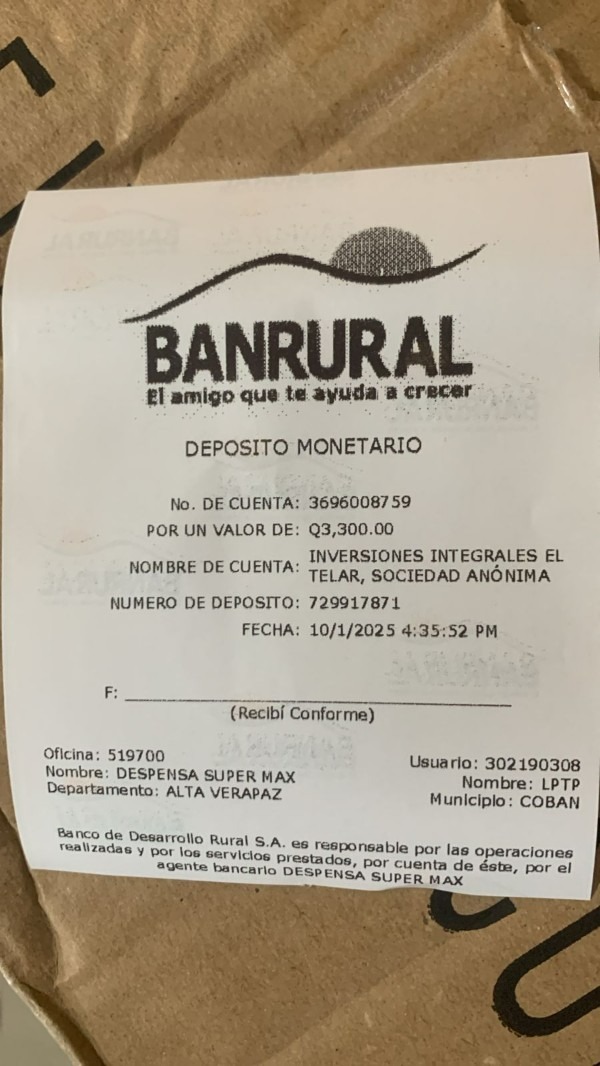 BANRURAL
El amigo que te ayuda a crecer
DEPOSITO MONETARIO
No. DE CUENTA: 3696008759
POR UN VALOR DE: Q3,300.00
NOMBRE DE CUENTA: INVERSIONES INTEGRALES EL
TELAR, SOCIEDAD ANÓNIMA
NUMERO DE DEPOSITO: 729917871
FECHA: 10/1/2025 4:35:52 PM
F:
(Recibí Conforme)
Oficina: 519700
Nombre: DESPENSA SUPER MAX
Departamento: ALTA VERAPAZ
Usuario: 302190308
Nombre: LPTP
Municipio: COBAN
Banco de Desarrollo Rural S.A. es responsable por las operaciones
realizadas y por los servicios prestados, por cuenta de éste, por el
agente bancario DESPENSA SUPER MAX